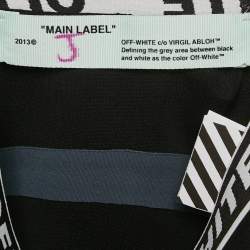 "MAIN LABEL"
2013®
J
OFF-WHITE c/o VIRGIL ABLOH™
Defining the grey area between black
and white as the color Off-White™